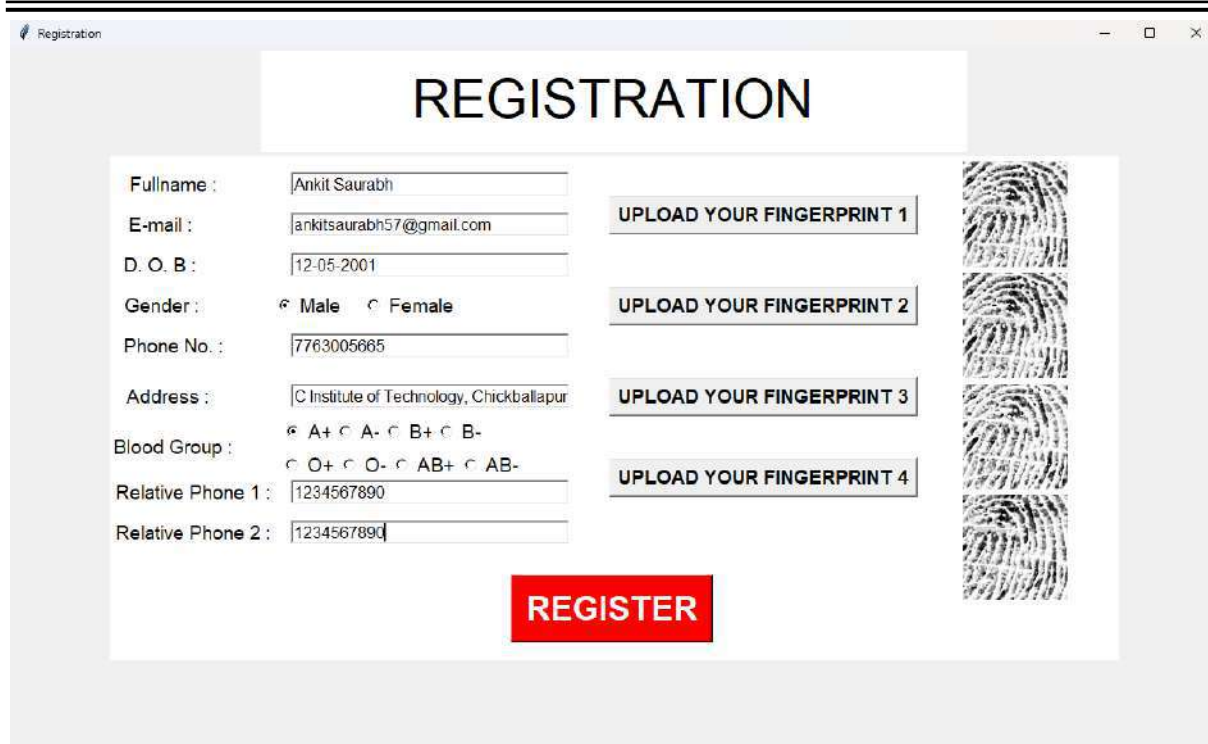 Registration
REGISTRATION
Fullname : Ankit Saurabh
E-mail : ankitsaurabh57@gmail.com
D. O. B : 12-05-2001
Gender : Male Female
Phone No. : 7763005665
Address : C Institute of Technology, Chickballapur
Blood Group : A+ A- B+ B-
O+ O- AB+ AB-
Relative Phone 1 : 1234567890
Relative Phone 2 : 1234567890
UPLOAD YOUR FINGERPRINT 1
UPLOAD YOUR FINGERPRINT 2
UPLOAD YOUR FINGERPRINT 3
UPLOAD YOUR FINGERPRINT 4
REGISTER